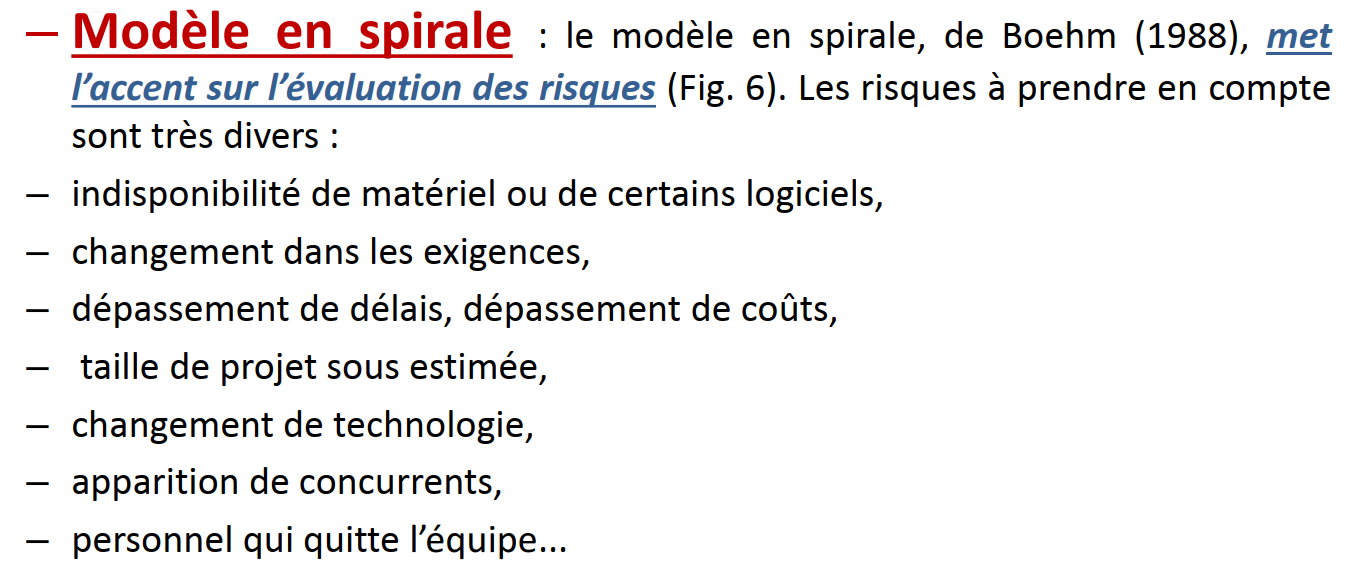 – Modèle en spirale : le modèle en spirale, de Boehm (1988), met
l’accent sur l’évaluation des risques (Fig. 6). Les risques à prendre en compte
sont très divers :
– indisponibilité de matériel ou de certains logiciels,
– changement dans les exigences,
– dépassement de délais, dépassement de coûts,
– taille de projet sous estimée,
– changement de technologie,
– apparition de concurrents,
– personnel qui quitte l’équipe...